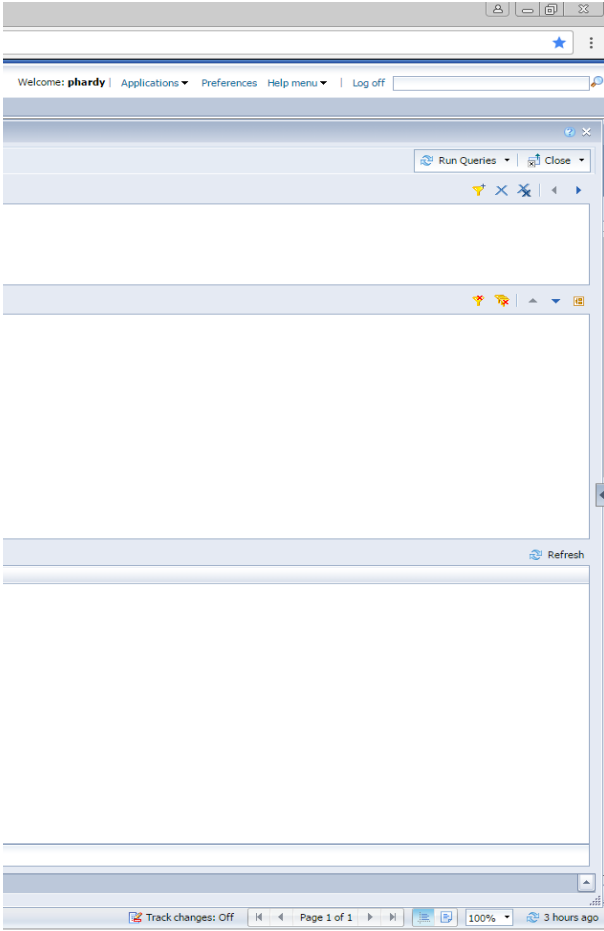 Welcome: phardy | Applications Preferences Help menu | Log off
Run Queries Close
Refresh
Track changes: Off Page 1 of 1 100% 3 hours ago